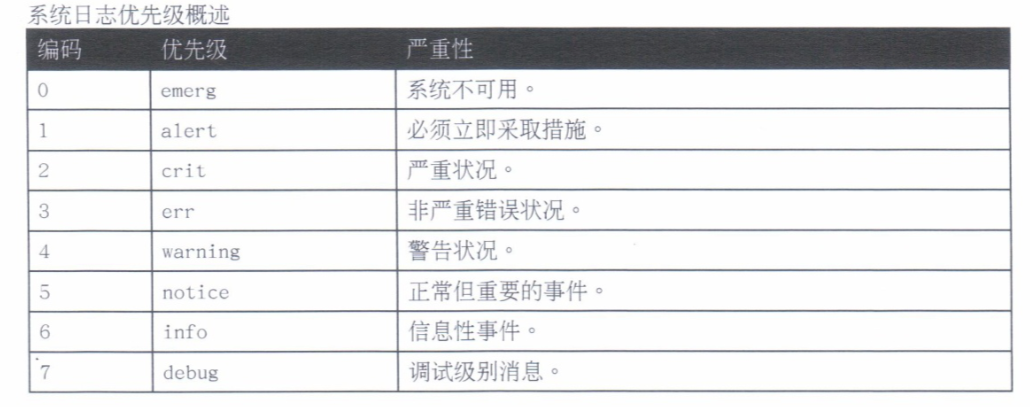 系统日志优先级概述
编码 优先级 严重性
0 emerg 系统不可用。
1 alert 必须立即采取措施。
2 crit 严重状况。
3 err 非严重错误状况。
4 warning 警告状况。
5 notice 正常但重要的事件。
6 info 信息性事件。
7 debug 调试级别消息。